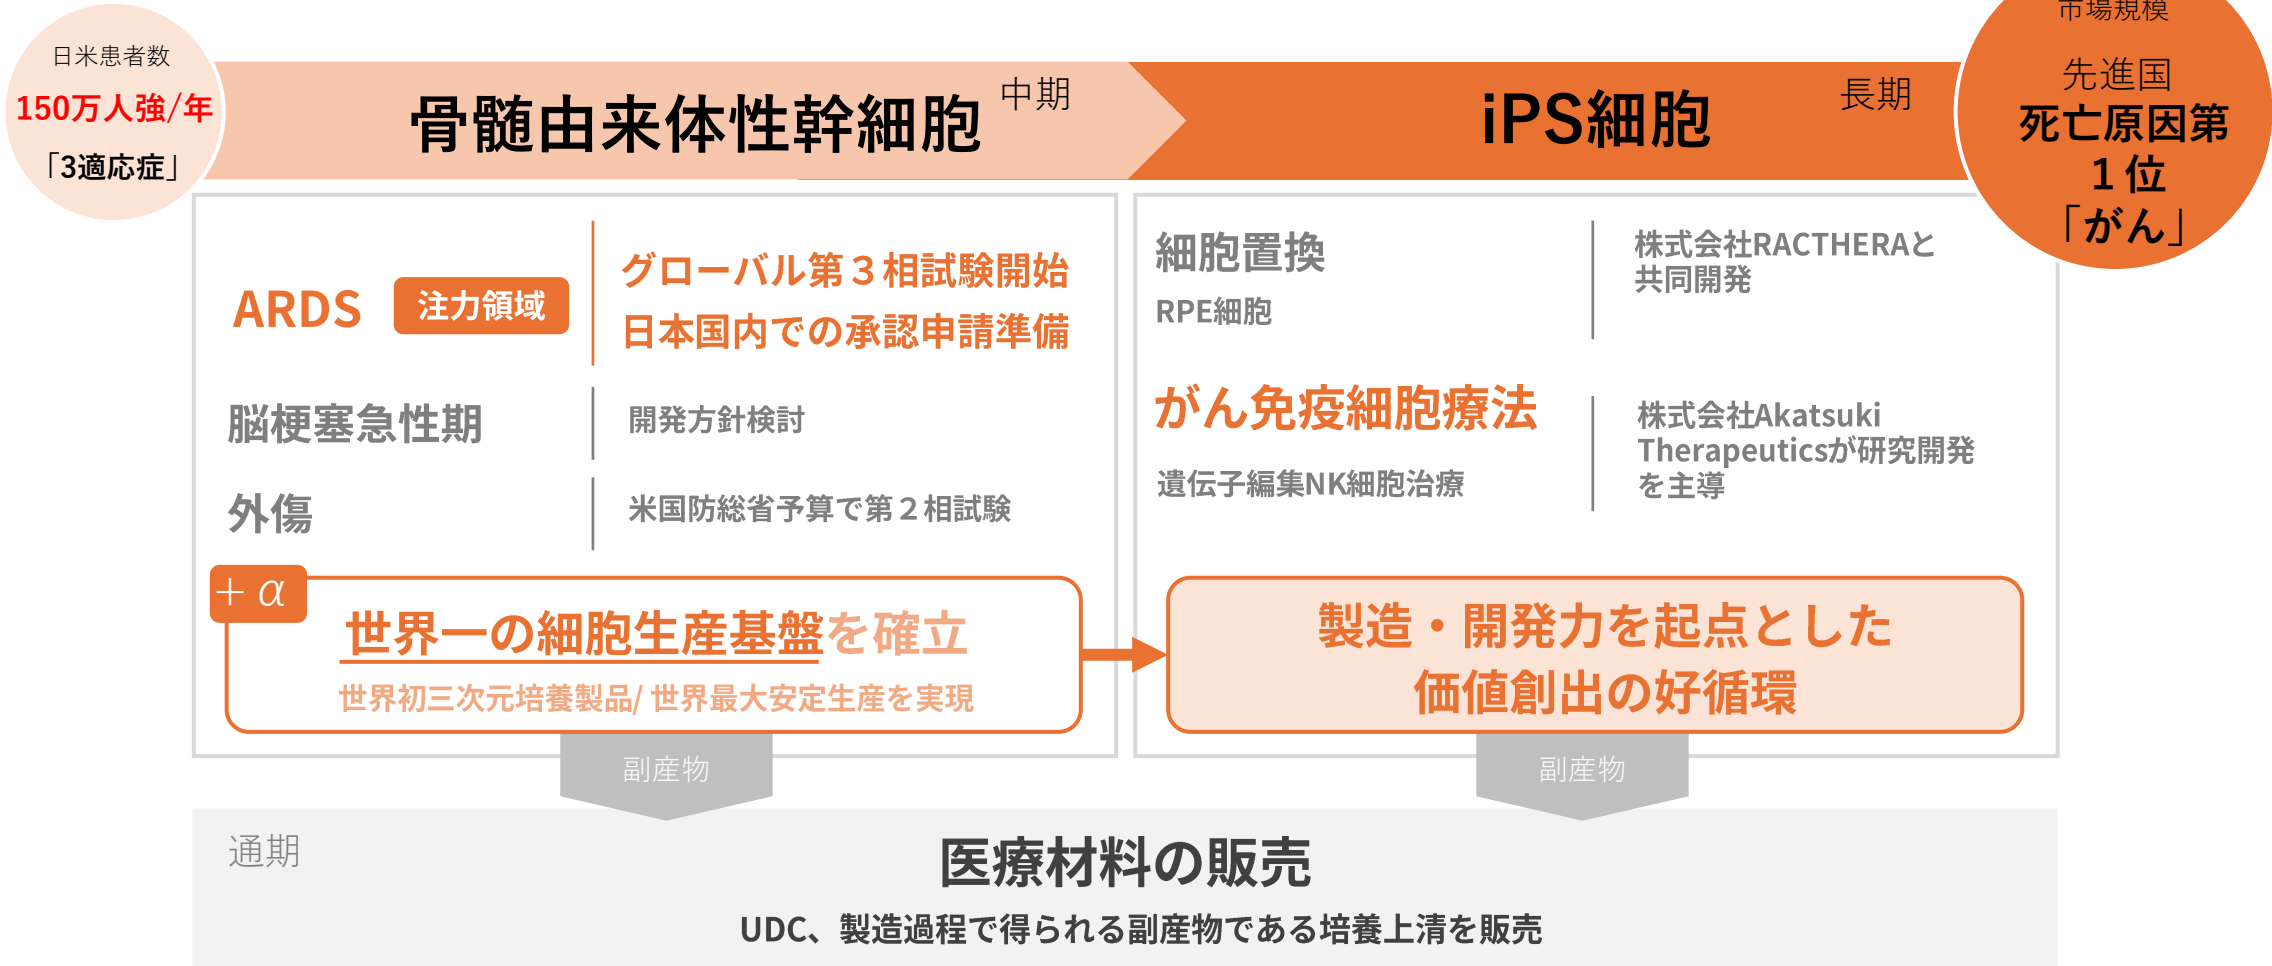 日米患者数
150万人強/年
「3適応症」
骨髄由来体性幹細胞
中期
iPS細胞
長期
市場規模
先進国
死亡原因第
１位
「がん」
ARDS
注力領域
グローバル第３相試験開始
日本国内での承認申請準備
脳梗塞急性期
開発方針検討
外傷
米国防総省予算で第２相試験
細胞置換
RPE細胞
株式会社RACTHERAと
共同開発
がん免疫細胞療法
遺伝子編集NK細胞治療
株式会社Akatsuki
Therapeuticsが研究開発
を主導
＋α
世界一の細胞生産基盤を確立
世界初三次元培養製品/ 世界最大安定生産を実現
製造・開発力を起点とした
価値創出の好循環
副産物
副産物
通期
医療材料の販売
UDC、製造過程で得られる副産物である培養上清を販売